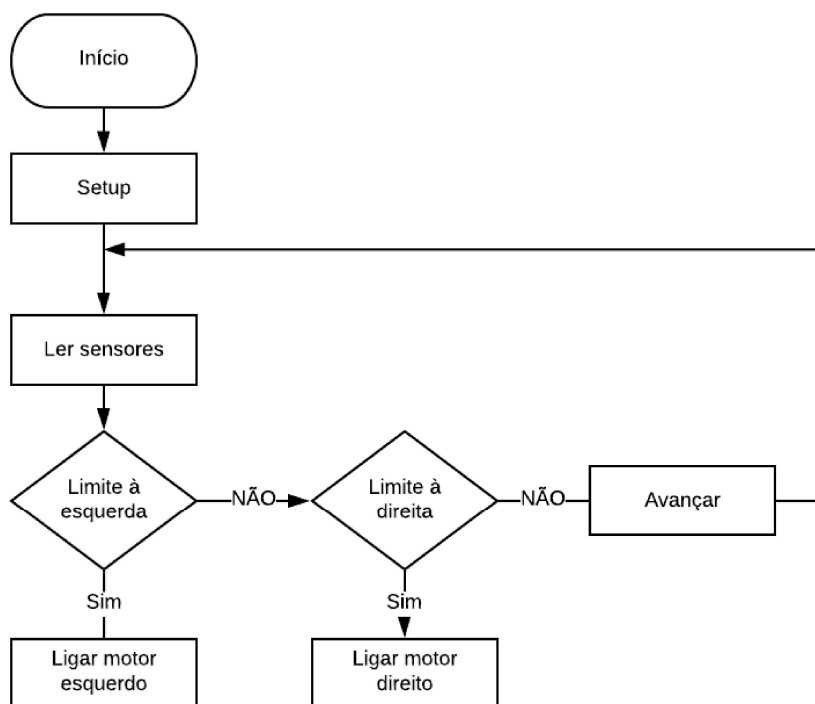 Início
Setup
Ler sensores
Limite à
esquerda
NÃO
Limite à
direita
NÃO
Avançar
Sim
Sim
Ligar motor
esquerdo
Ligar motor
direito